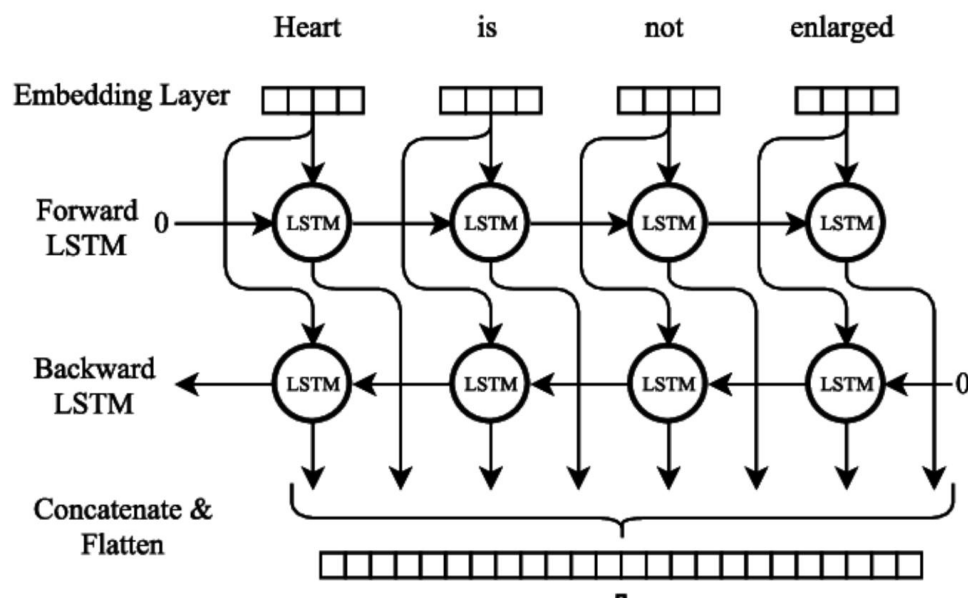 Heart is not enlarged
Embedding Layer
Forward
LSTM
0
LSTM LSTM LSTM LSTM
Backward
LSTM
LSTM LSTM LSTM LSTM
0
Concatenate &
Flatten